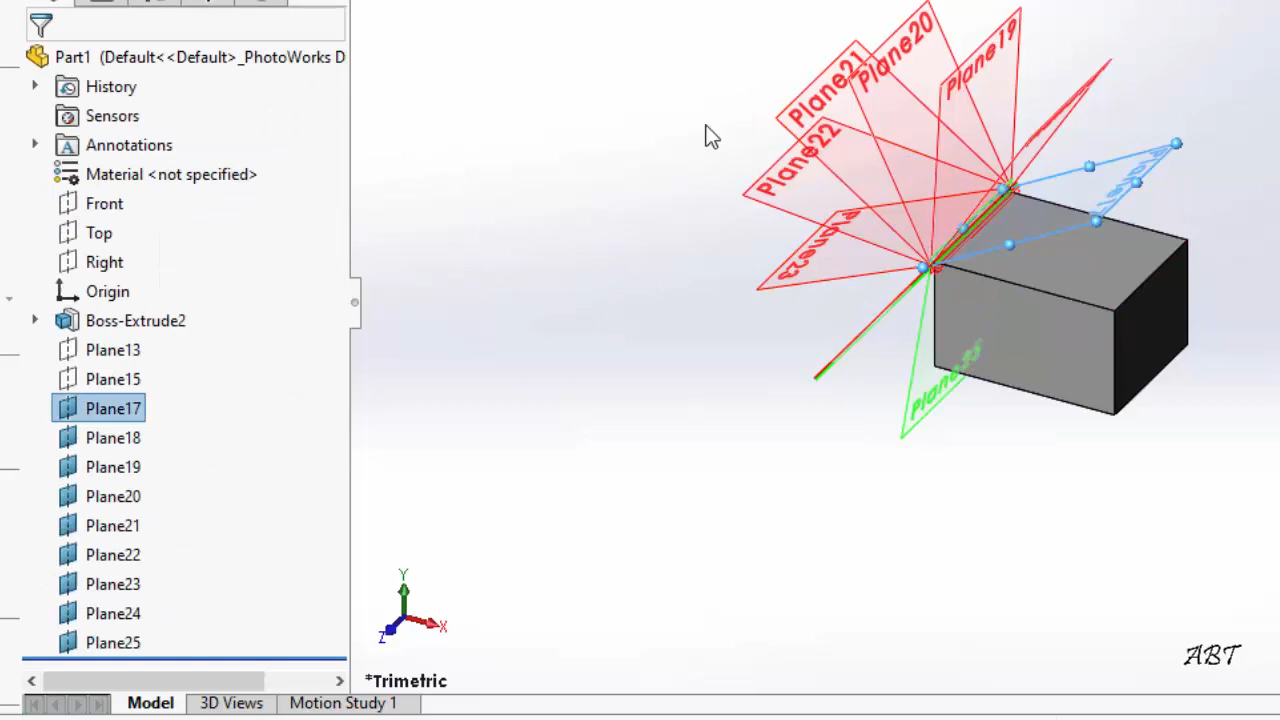 Part1 (Default<<Default>_PhotoWorks D
History
Sensors
Annotations
Material <not specified>
Front
Top
Right
Origin
Boss-Extrude2
Plane13
Plane15
Plane17
Plane18
Plane19
Plane20
Plane21
Plane22
Plane23
Plane24
Plane25
Plane21
Plane20
Plane19
Plane22
Plane23
Y
X
Z
*Trimetric
ABT
Model
3D Views
Motion Study 1